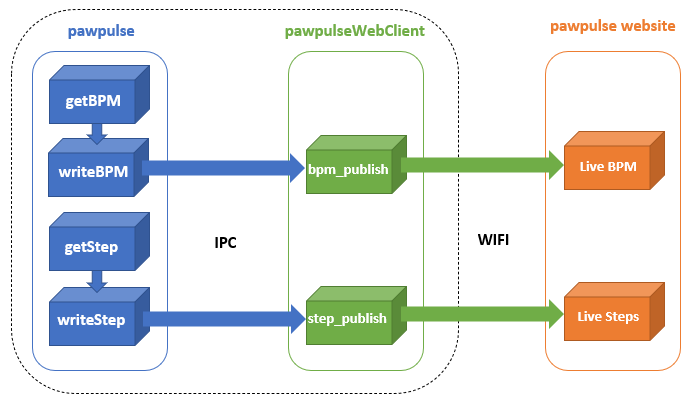 pawpulse
pawpulseWebClient
pawpulse website
getBPM
writeBPM
getStep
writeStep
IPC
bpm_publish
step_publish
WIFI
Live BPM
Live Steps